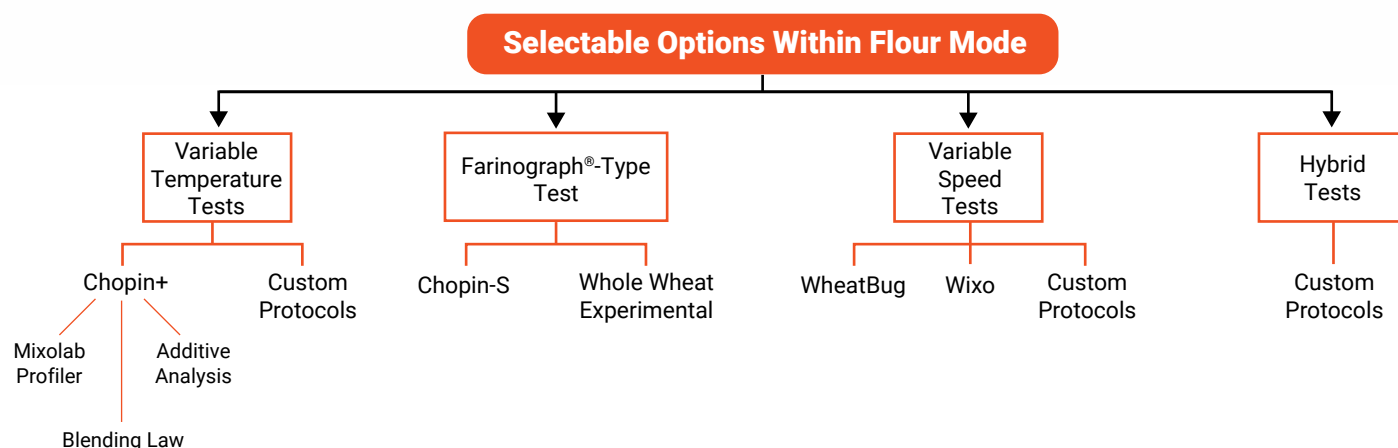 Selectable Options Within Flour Mode
Variable
Temperature
Tests
Farinograph®-Type
Test
Variable
Speed
Tests
Hybrid
Tests
Chopin+
Custom
Protocols
Chopin-S
Whole Wheat
Experimental
WheatBug
Wixo
Custom
Protocols
Custom
Protocols
Mixolab
Profiler
Additive
Analysis
Blending Law